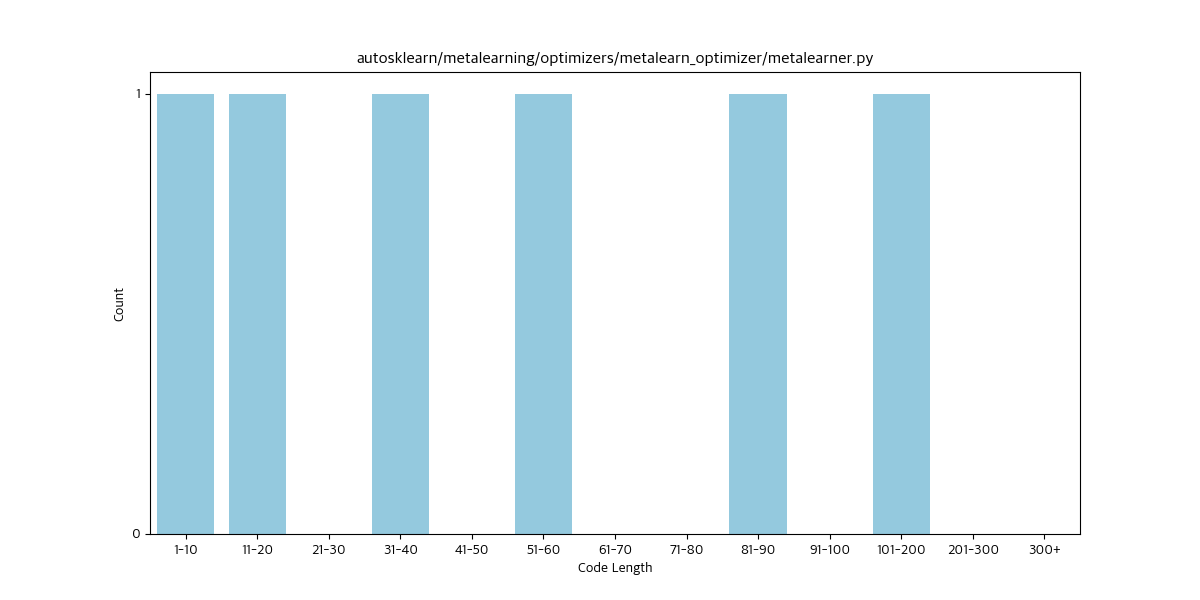 autosklearn/metalearning/optimizers/metalearn_optimizer/metalearner.py
Count
1
0
1-10 11-20 21-30 31-40 41-50 51-60 61-70 71-80 81-90 91-100 101-200 201-300 300+
Code Length